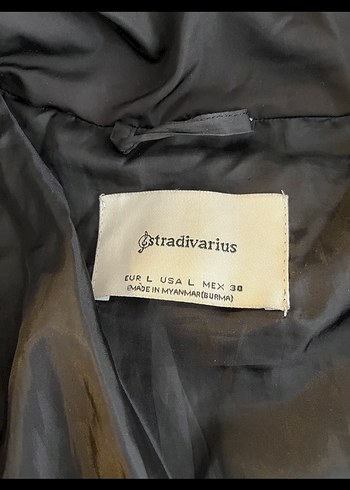 stradivarius
EUR L USA L MEX 30
MADE IN MYANMAR(BURMA)